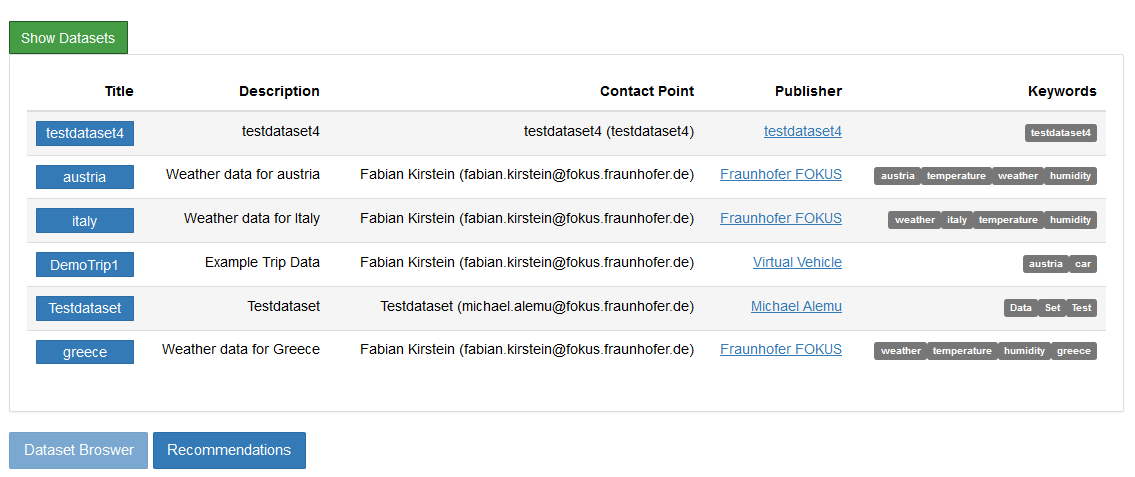 Show Datasets
Title Description Contact Point Publisher Keywords
testdataset4 testdataset4 testdataset4 (testdataset4) testdataset4 testdataset4
austria Weather data for austria Fabian Kirstein (fabian.kirstein@fokus.fraunhofer.de) Fraunhofer FOKUS austria temperature weather humidity
italy Weather data for Italy Fabian Kirstein (fabian.kirstein@fokus.fraunhofer.de) Fraunhofer FOKUS weather italy temperature humidity
DemoTrip1 Example Trip Data Fabian Kirstein (fabian.kirstein@fokus.fraunhofer.de) Virtual Vehicle austria car
Testdataset Testdataset Testdataset (michael.alemu@fokus.fraunhofer.de) Michael Alemu Data Set Test
greece Weather data for Greece Fabian Kirstein (fabian.kirstein@fokus.fraunhofer.de) Fraunhofer FOKUS weather temperature humidity greece
Dataset Broswer Recommendations